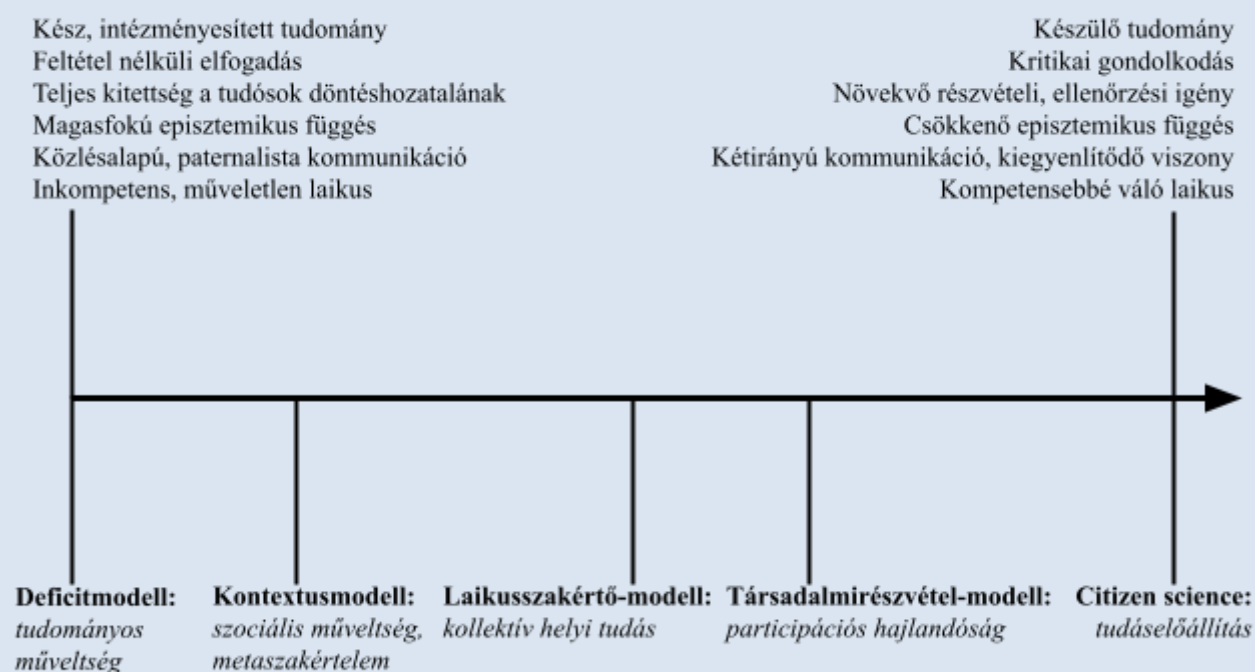 Kész, intézményesített tudomány
Feltétel nélküli elfogadás
Teljes kitettség a tudósok döntéshozatalának
Magasfokú episztemikus függés
Közlésalapú, paternalista kommunikáció
Inkompetens, műveletlen laikus
Készülő tudomány
Kritikai gondolkodás
Növekvő részvételi, ellenőrzési igény
Csökkenő episztemikus függés
Kétirányú kommunikáció, kiegyenlítődő viszony
Kompetensebbé váló laikus
Deficitmodell:
tudományos
műveltség
Kontextusmodell:
szociális műveltség,
metaszakértelem
Laikusszakértő-modell:
kollektív helyi tudás
Társadalmirészvétel-modell:
participációs hajlandóság
Citizen science:
tudáselőállítás